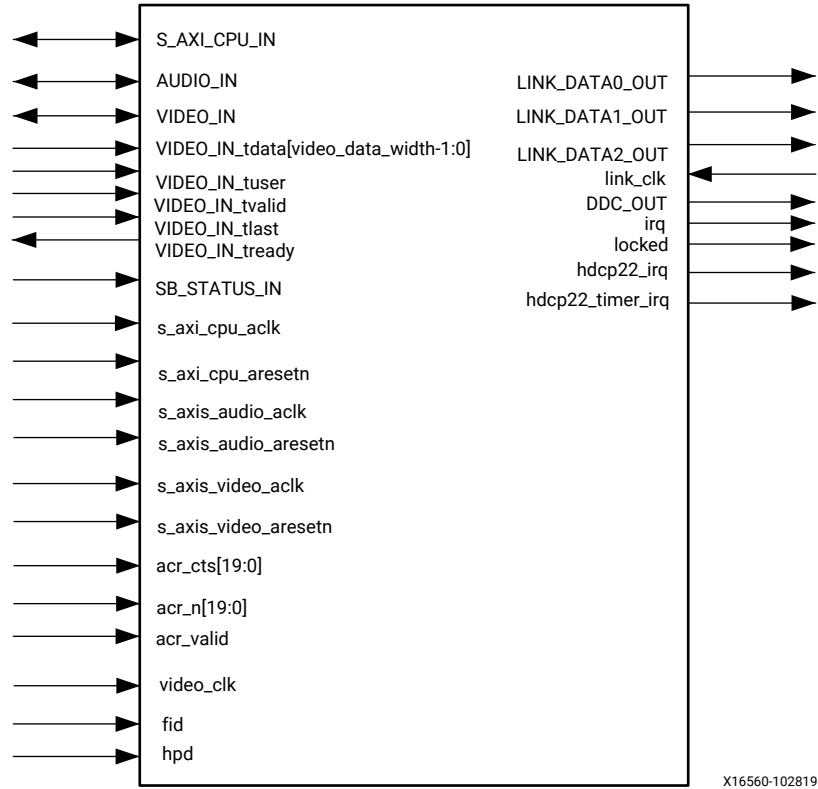 S_AXI_CPU_IN
AUDIO_IN
VIDEO_IN
VIDEO_IN_tdata[video_data_width-1:0]
VIDEO_IN_tuser
VIDEO_IN_tvalid
VIDEO_IN_tlast
VIDEO_IN_tready
SB_STATUS_IN
s_axi_cpu_aclk
s_axi_cpu_aresetn
s_axis_audio_aclk
s_axis_audio_aresetn
s_axis_video_aclk
s_axis_video_aresetn
acr_cts[19:0]
acr_n[19:0]
acr_valid
video_clk
fid
hpd
LINK_DATA0_OUT
LINK_DATA1_OUT
LINK_DATA2_OUT
link_clk
DDC_OUT
irq
locked
hdcp22_irq
hdcp22_timer_irq
X16560-102819